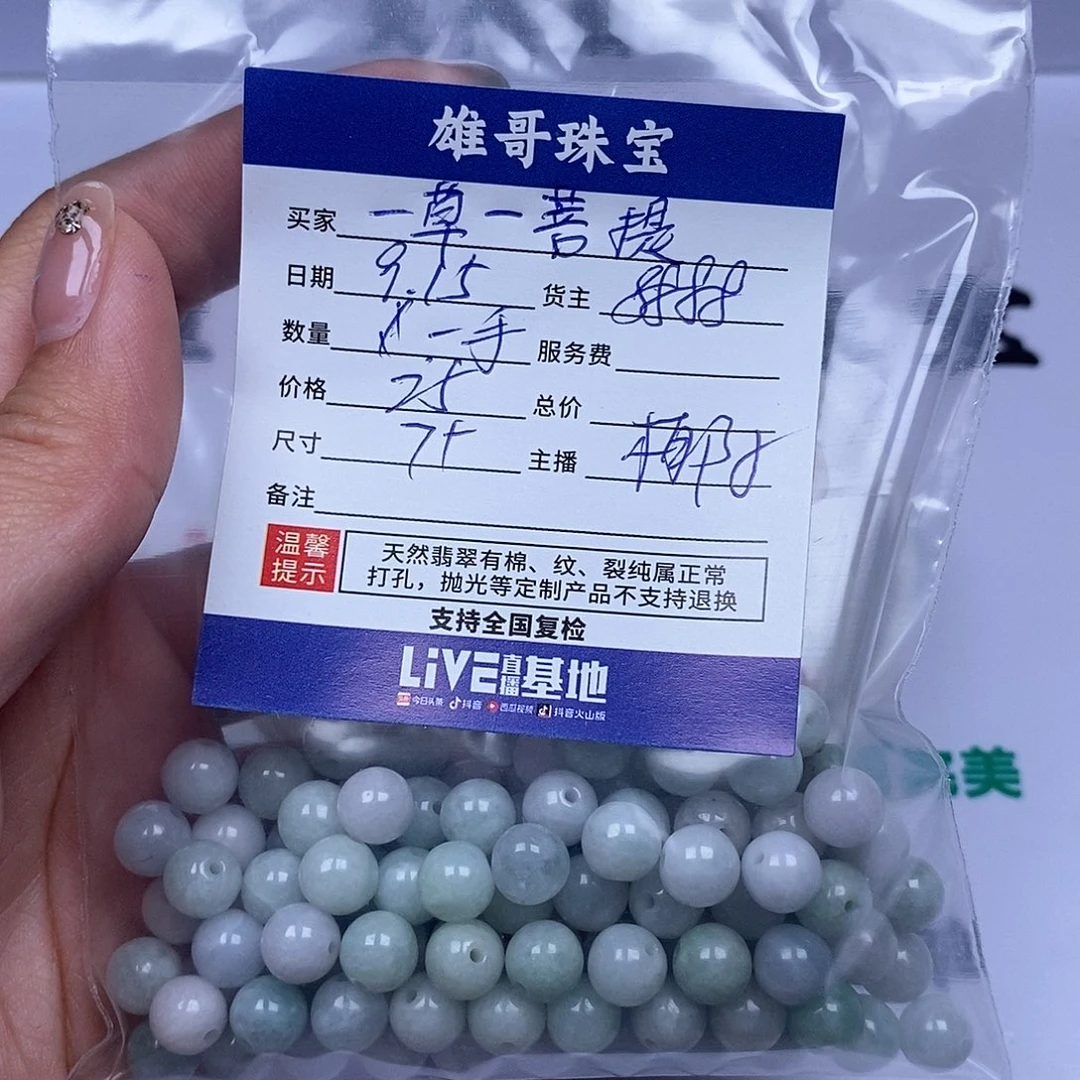 雄哥珠宝
买家 一草一菩提
日期 9.15 货主 8888
数量 x一手 服务费
价格 25 总价
尺寸 7+ 主播 椰子
备注
温馨提示
天然翡翠有棉、纹、裂纯属正常
打孔，抛光等定制产品不支持退换
支持全国复检
LiVE直播基地
今日头条 抖音 西瓜视频 抖音火山版
美